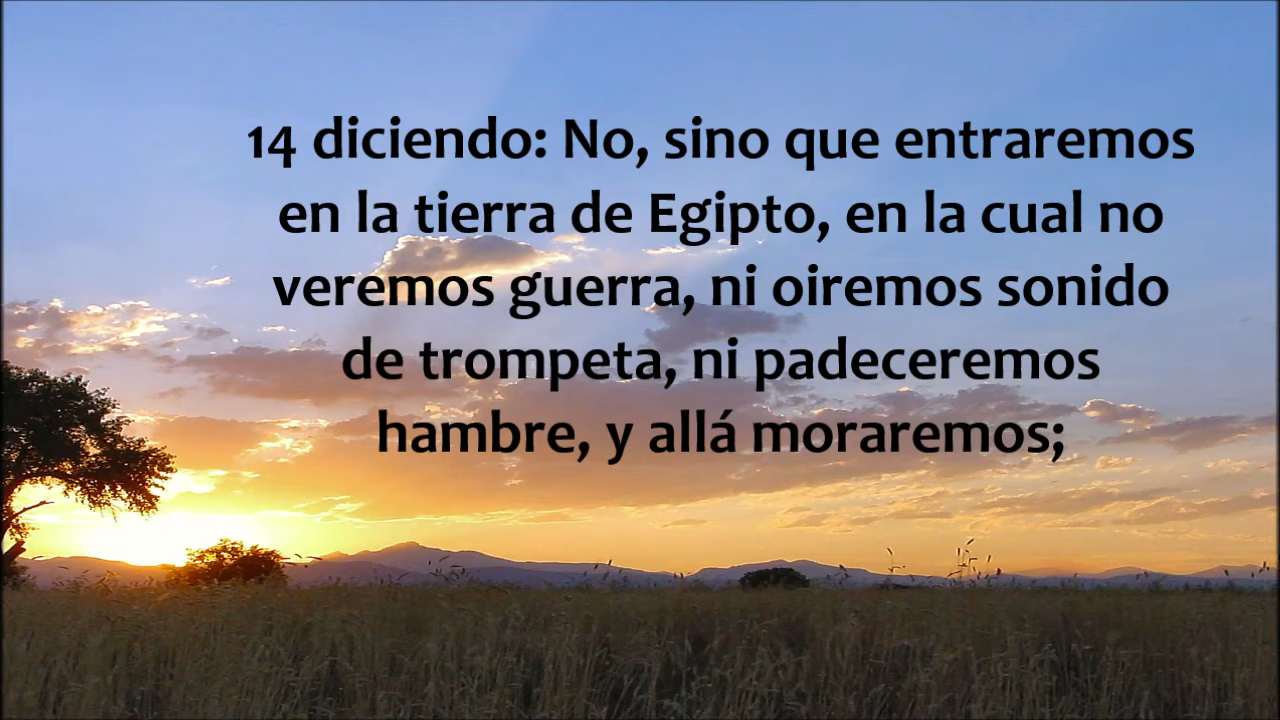 14 diciendo: No, sino que entraremos
en la tierra de Egipto, en la cual no
veremos guerra, ni oiremos sonido
de trompeta, ni padeceremos
hambre, y allá moraremos;